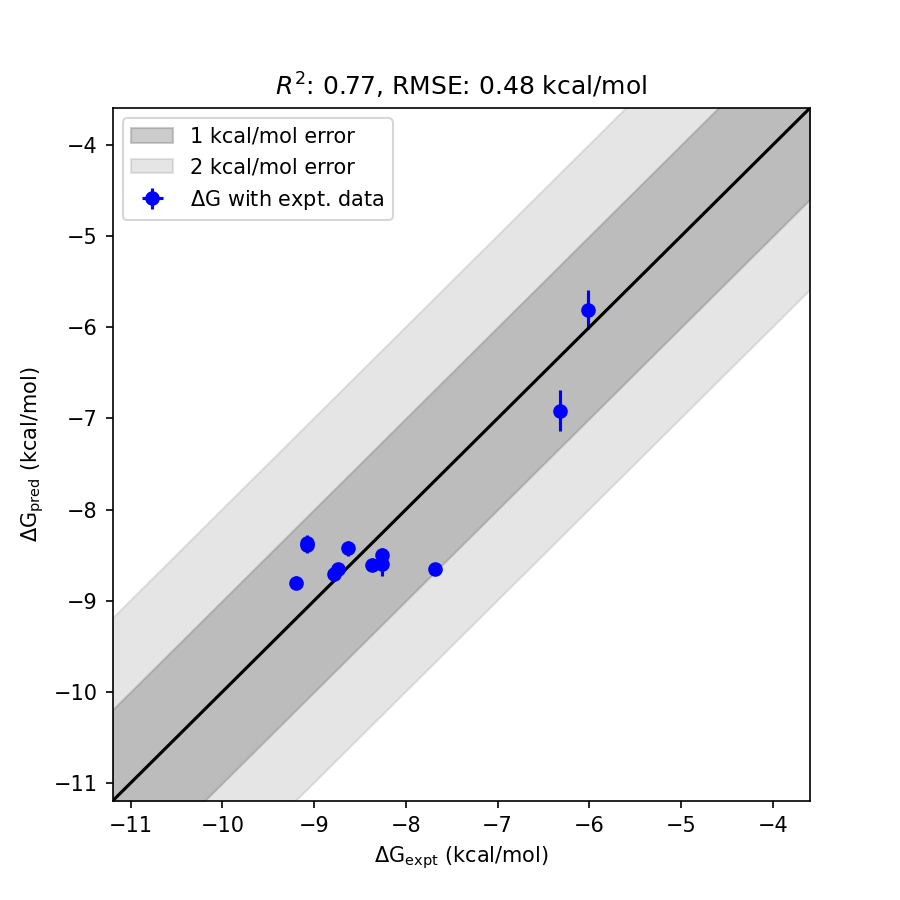 R²: 0.77, RMSE: 0.48 kcal/mol
1 kcal/mol error
2 kcal/mol error
ΔG with expt. data
−4
−5
−6
−7
−8
−9
−10
−11
ΔGpred (kcal/mol)
−11 −10 −9 −8 −7 −6 −5 −4
ΔGexpt (kcal/mol)